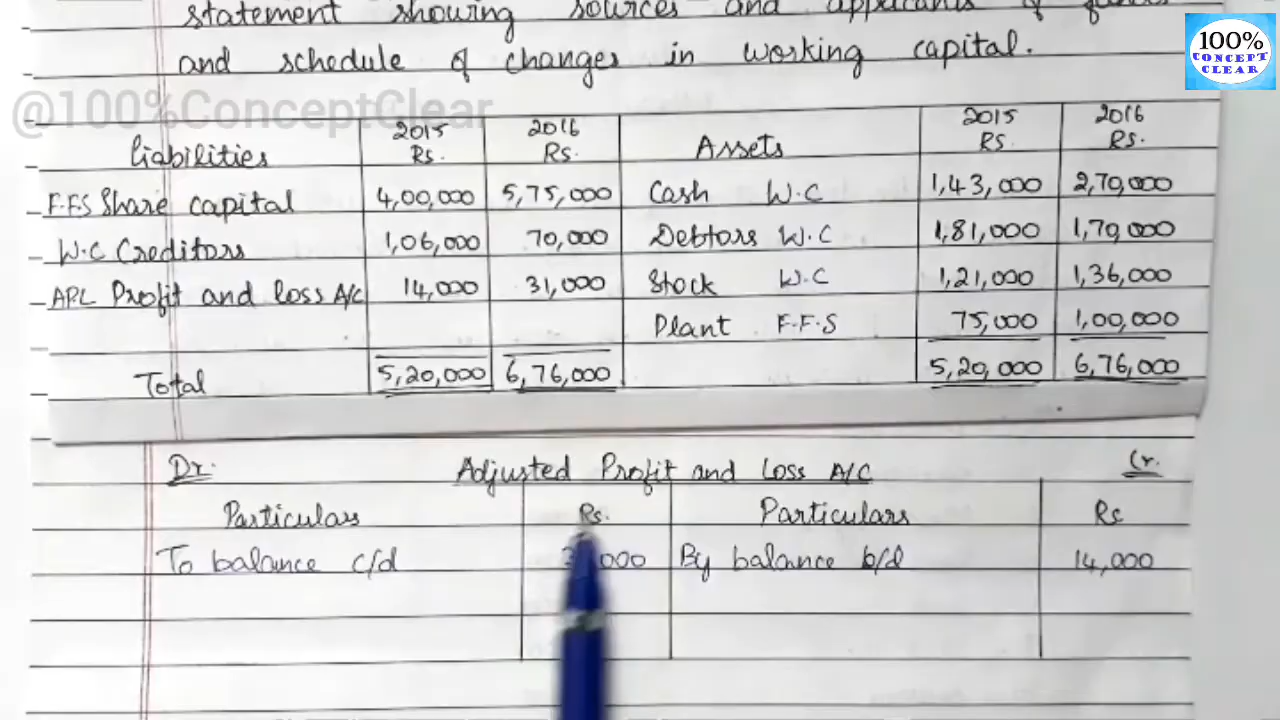 statement showing sources and
and schedule of changes in working capital.
100%
CONCEPT
CLEAR
@100%ConceptClear
Liabilities 2015 Rs. 2016 Rs. Assets 2015 Rs. 2016 Rs.
F.F.S Share capital 4,00,000 5,75,000 Cash W.C 1,43,000 2,70,000
W.C Creditors 1,06,000 70,000 Debtors W.C 1,81,000 1,70,000
APL Profit and loss A/C 14,000 31,000 Stock W.C 1,21,000 1,36,000
Plant F.F.S 75,000 1,00,000
Total 5,20,000 6,76,000 5,20,000 6,76,000
Dr. Adjusted Profit and Loss A/C Cr.
Particulars Rs. Particulars Rs
To balance c/d By balance b/d 14,000